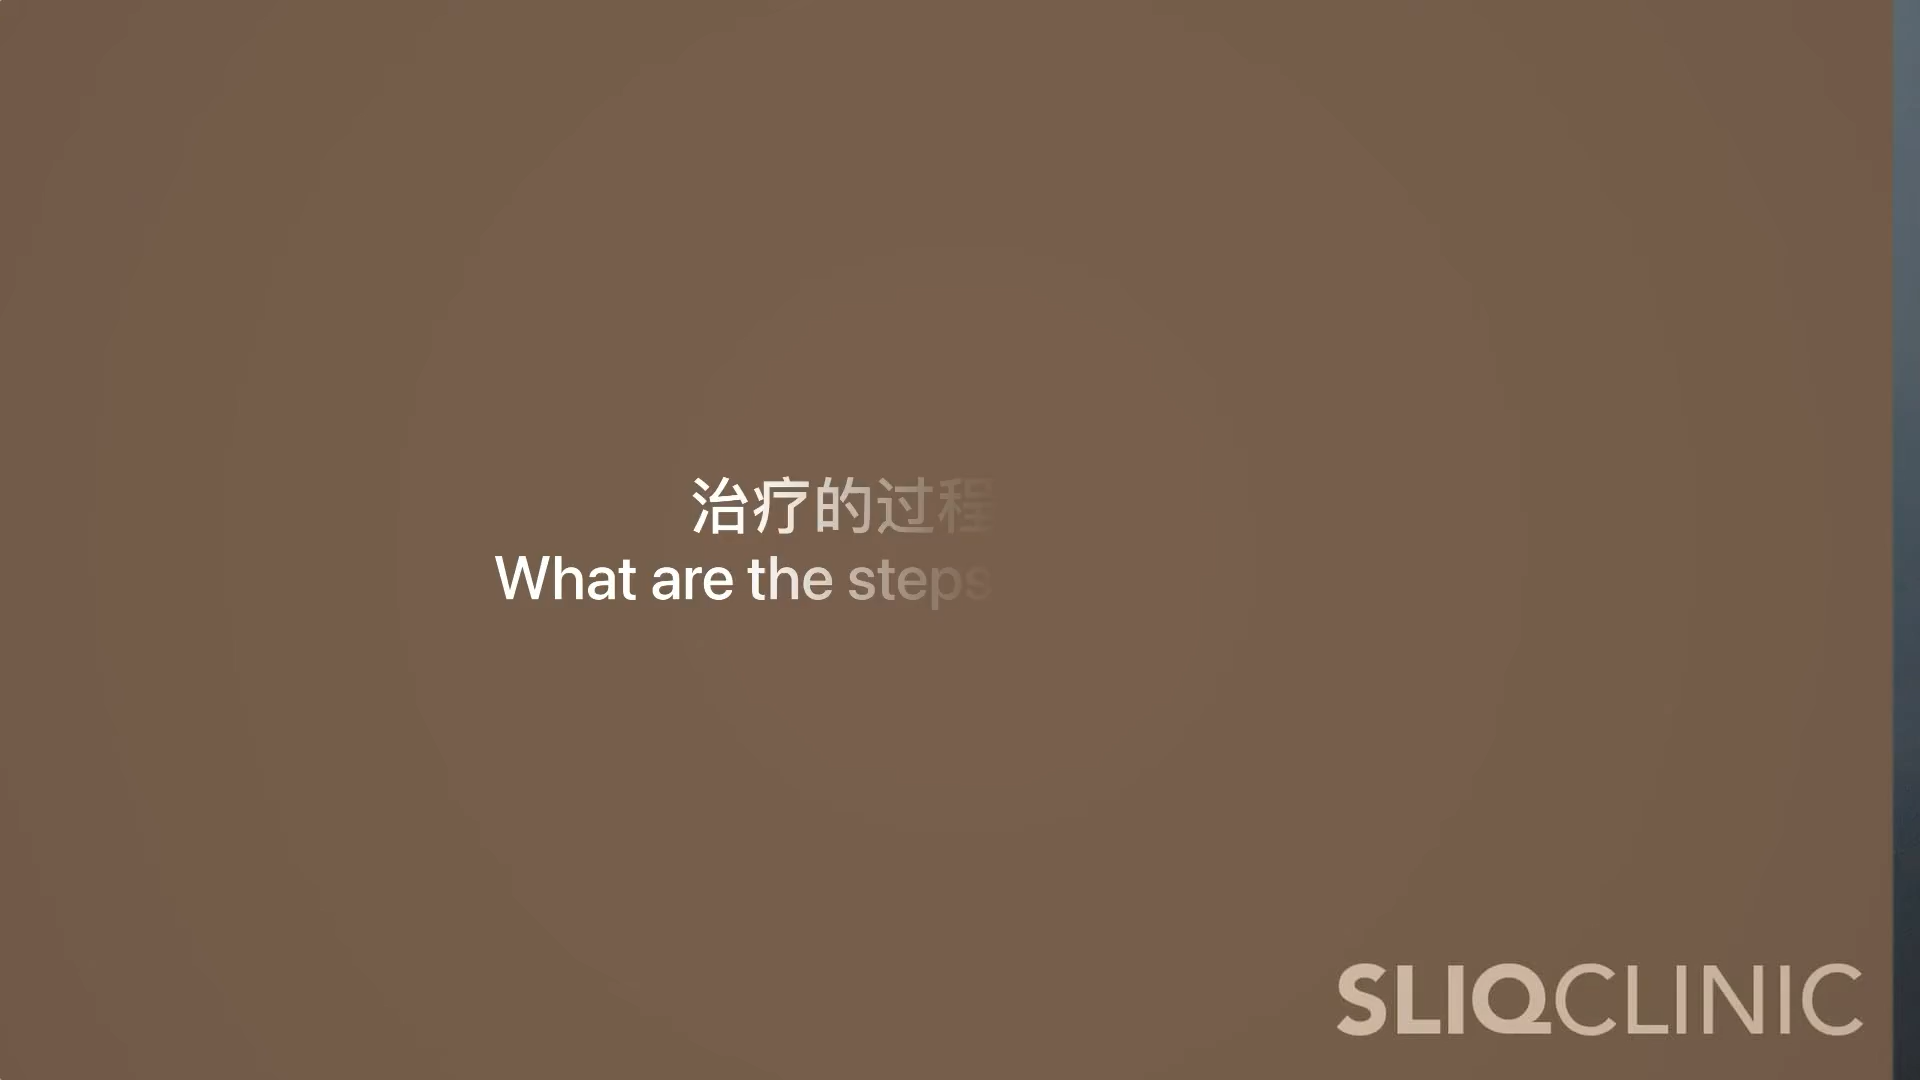 治疗的过程
What are the steps
SLIQCLINIC